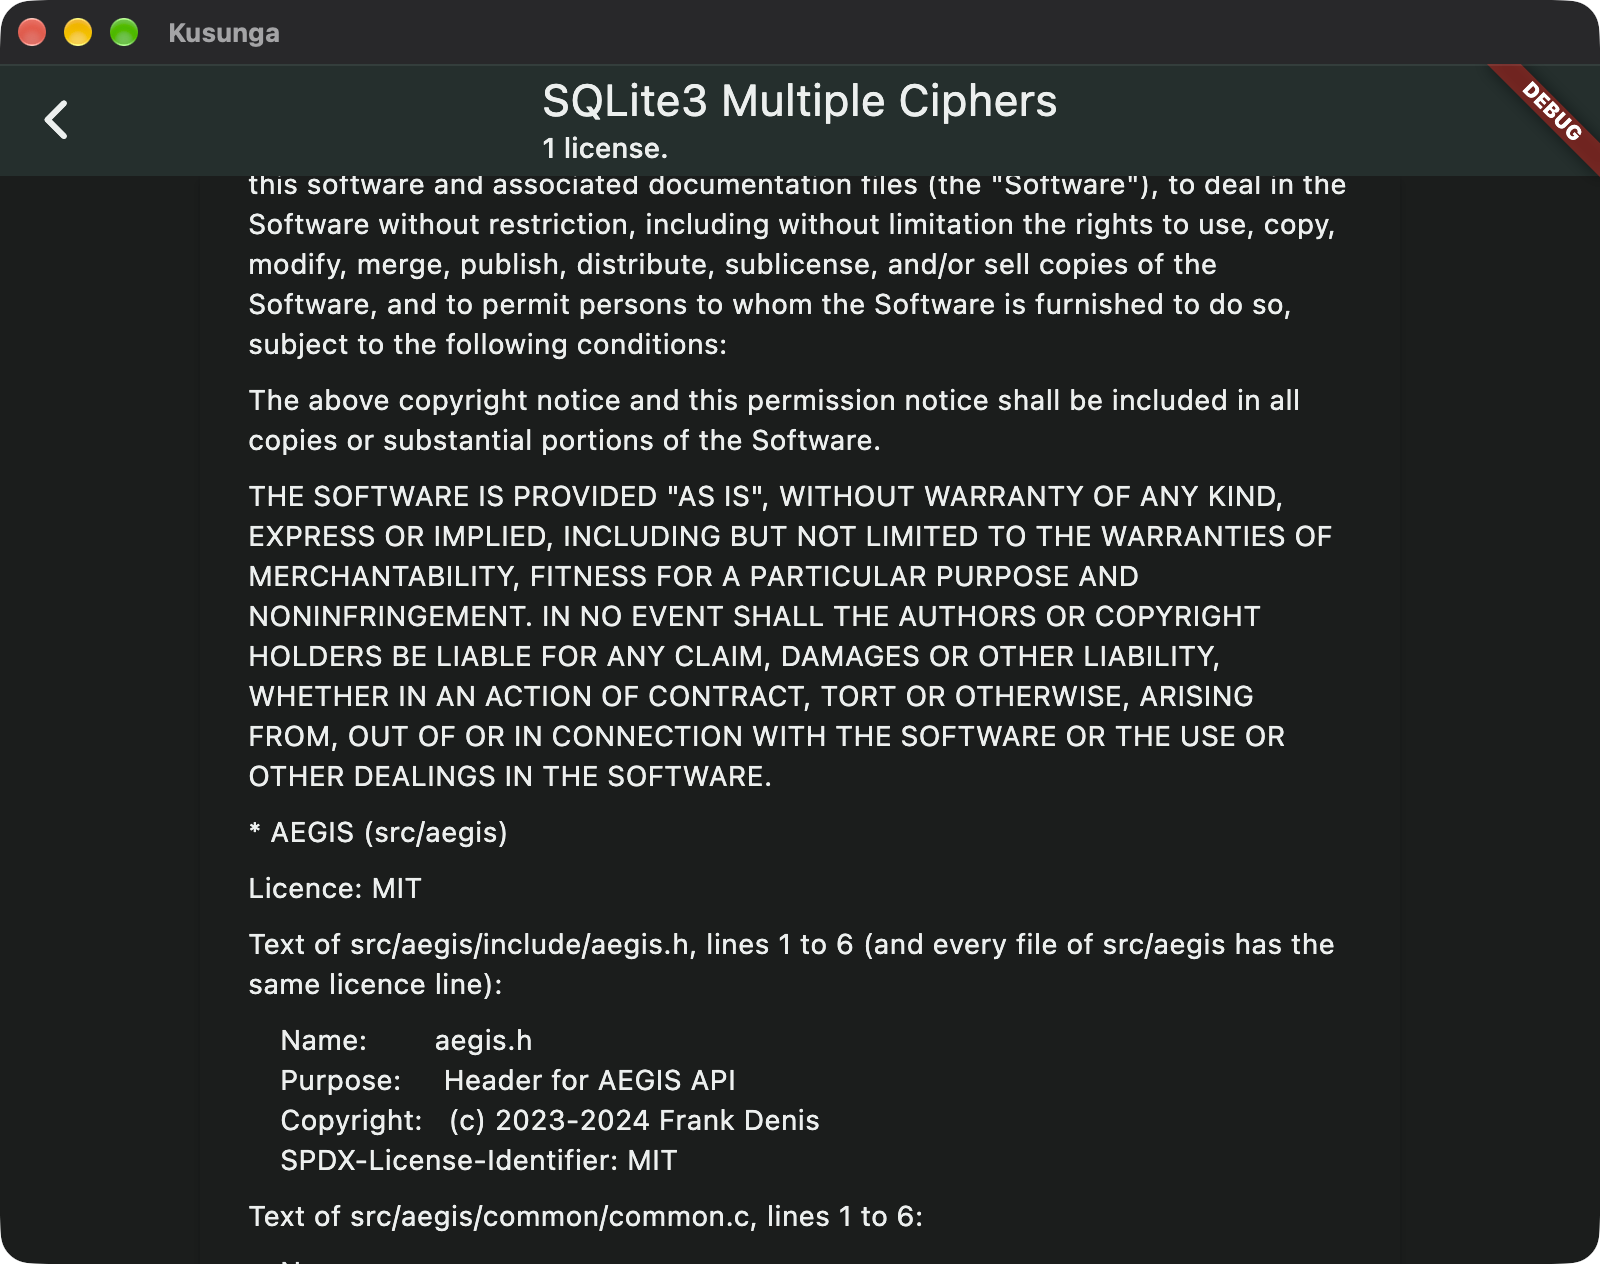 Kusunga
SQLite3 Multiple Ciphers
1 license.
DEBUG
this software and associated documentation files (the "Software"), to deal in the
Software without restriction, including without limitation the rights to use, copy,
modify, merge, publish, distribute, sublicense, and/or sell copies of the
Software, and to permit persons to whom the Software is furnished to do so,
subject to the following conditions:
The above copyright notice and this permission notice shall be included in all
copies or substantial portions of the Software.
THE SOFTWARE IS PROVIDED "AS IS", WITHOUT WARRANTY OF ANY KIND,
EXPRESS OR IMPLIED, INCLUDING BUT NOT LIMITED TO THE WARRANTIES OF
MERCHANTABILITY, FITNESS FOR A PARTICULAR PURPOSE AND
NONINFRINGEMENT. IN NO EVENT SHALL THE AUTHORS OR COPYRIGHT
HOLDERS BE LIABLE FOR ANY CLAIM, DAMAGES OR OTHER LIABILITY,
WHETHER IN AN ACTION OF CONTRACT, TORT OR OTHERWISE, ARISING
FROM, OUT OF OR IN CONNECTION WITH THE SOFTWARE OR THE USE OR
OTHER DEALINGS IN THE SOFTWARE.
* AEGIS (src/aegis)
Licence: MIT
Text of src/aegis/include/aegis.h, lines 1 to 6 (and every file of src/aegis has the
same licence line):
Name: aegis.h
Purpose: Header for AEGIS API
Copyright: (c) 2023-2024 Frank Denis
SPDX-License-Identifier: MIT
Text of src/aegis/common/common.c, lines 1 to 6: